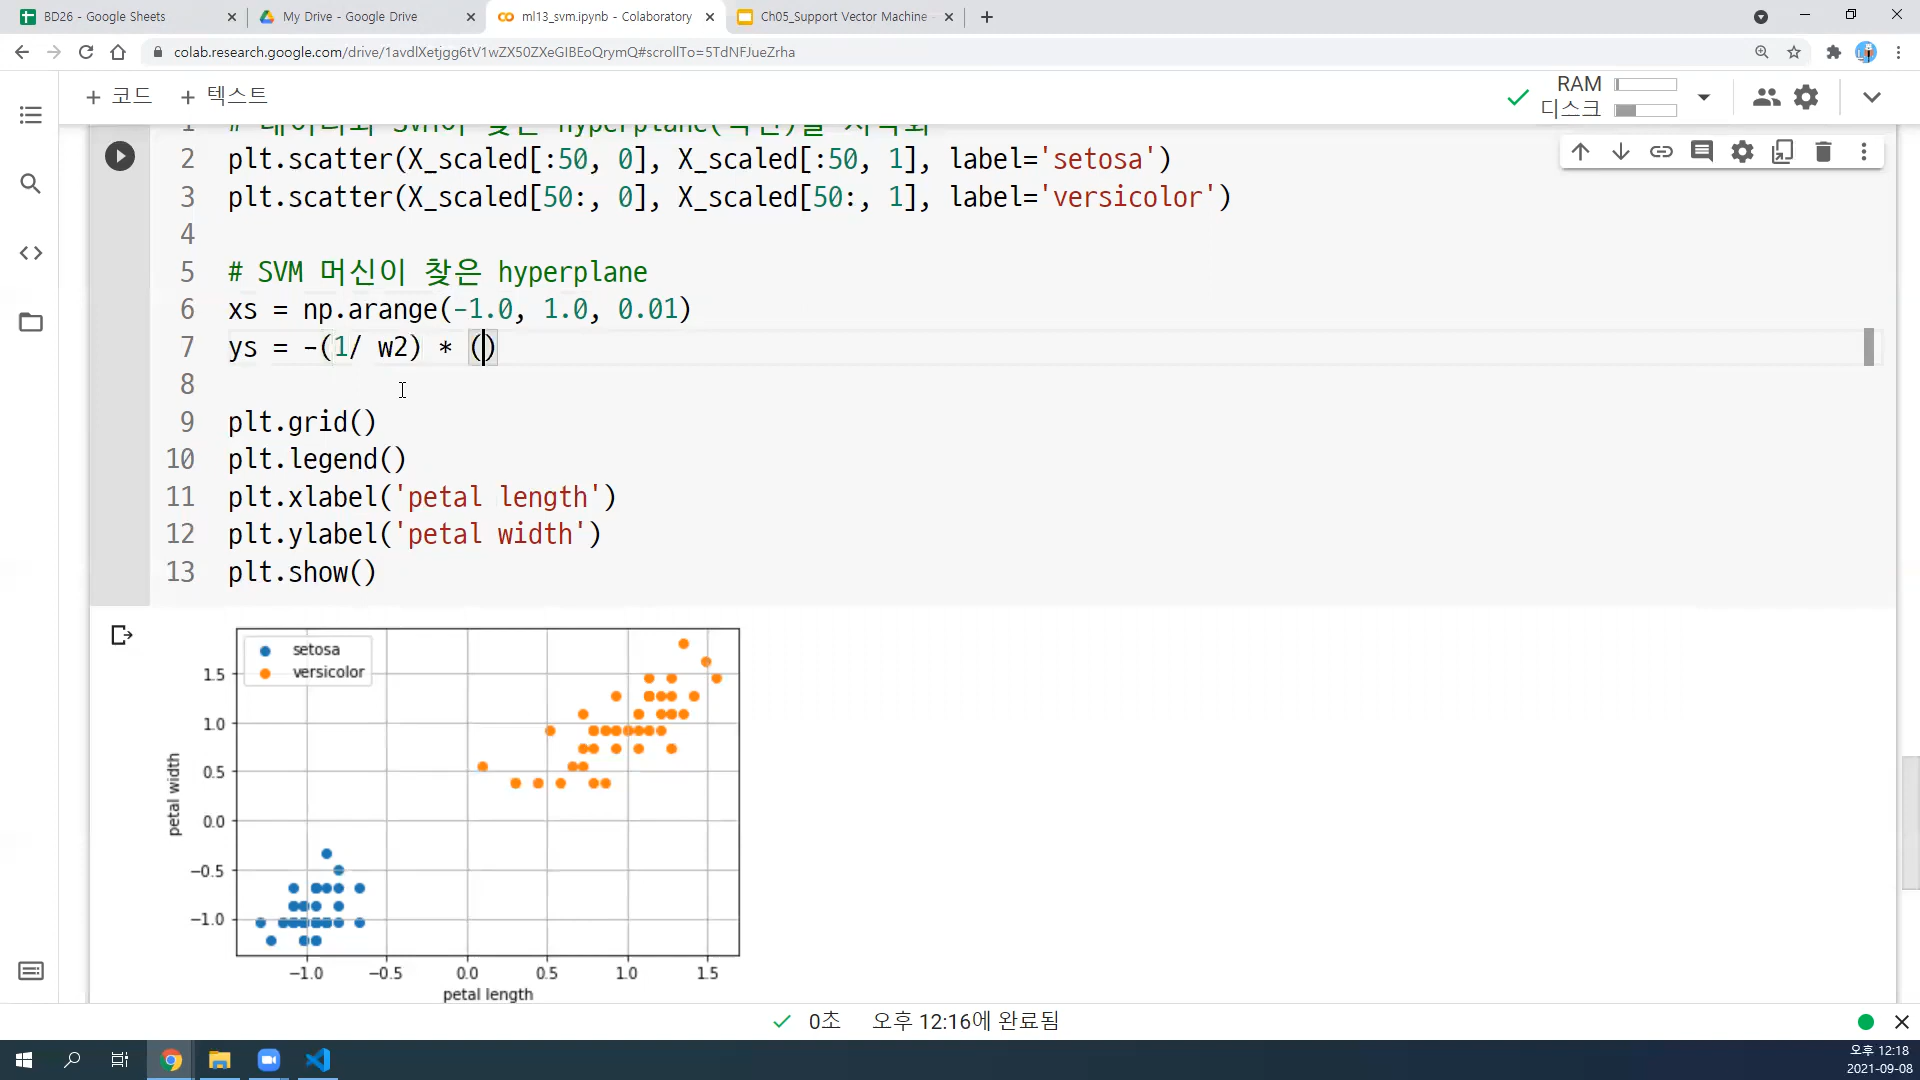 BD26 - Google Sheets
My Drive - Google Drive
ml13_svm.ipynb - Colaboratory
Ch05_Support Vector Machine
colab.research.google.com/drive/1avdlXetjgg6tV1wZX50ZXeGIBEoQrymQ#scrollTo=5TdNFJueZrha
+ 코드 + 텍스트
RAM
디스크
2 plt.scatter(X_scaled[:50, 0], X_scaled[:50, 1], label='setosa')
3 plt.scatter(X_scaled[50:, 0], X_scaled[50:, 1], label='versicolor')
4
5 # SVM 머신이 찾은 hyperplane
6 xs = np.arange(-1.0, 1.0, 0.01)
7 ys = -(1/ w2) * ()
8
9 plt.grid()
10 plt.legend()
11 plt.xlabel('petal length')
12 plt.ylabel('petal width')
13 plt.show()
setosa
versicolor
1.5
1.0
0.5
0.0
−0.5
−1.0
petal width
−1.0 −0.5 0.0 0.5 1.0 1.5
petal length
0초 오후 12:16에 완료됨
오후 12:18
2021-09-08